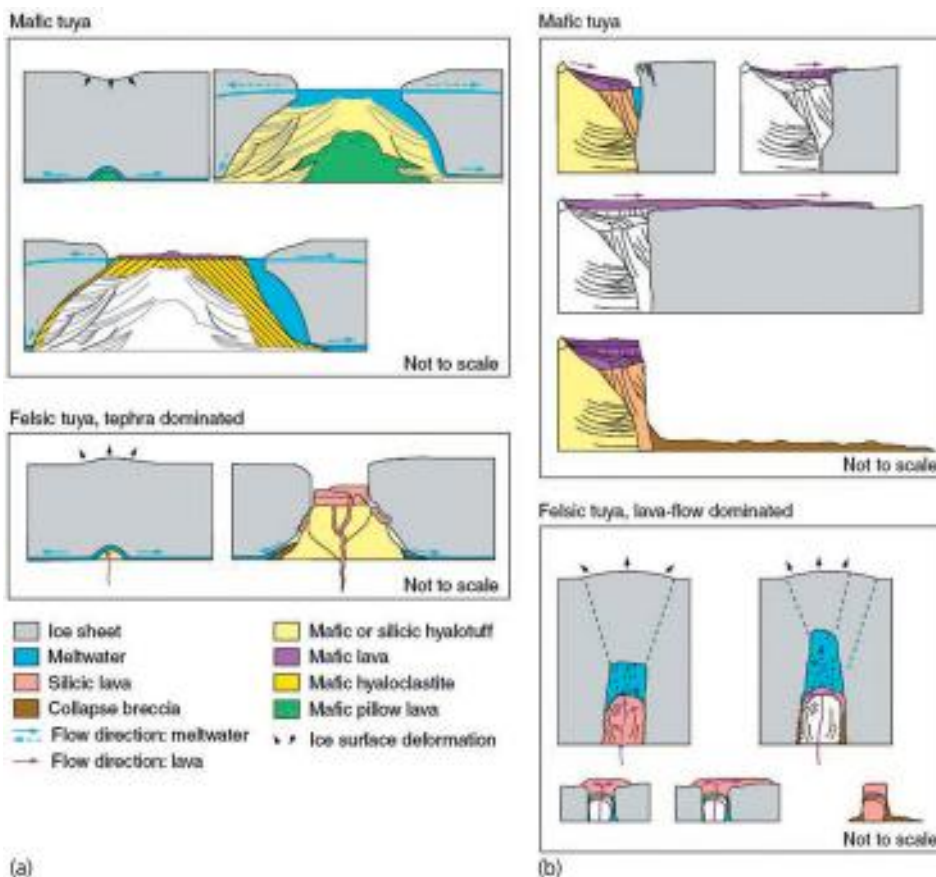 Mafic tuya
Not to scale
Felsic tuya, tephra dominated
Not to scale
Ice sheet
Meltwater
Silicic lava
Collapse breccia
Flow direction: meltwater
Flow direction: lava
Mafic or silicic hyalotuff
Mafic lava
Mafic hyaloclastite
Mafic pillow lava
Ice surface deformation
(a)
Mafic tuya
Not to scale
Felsic tuya, lava-flow dominated
Not to scale
(b)